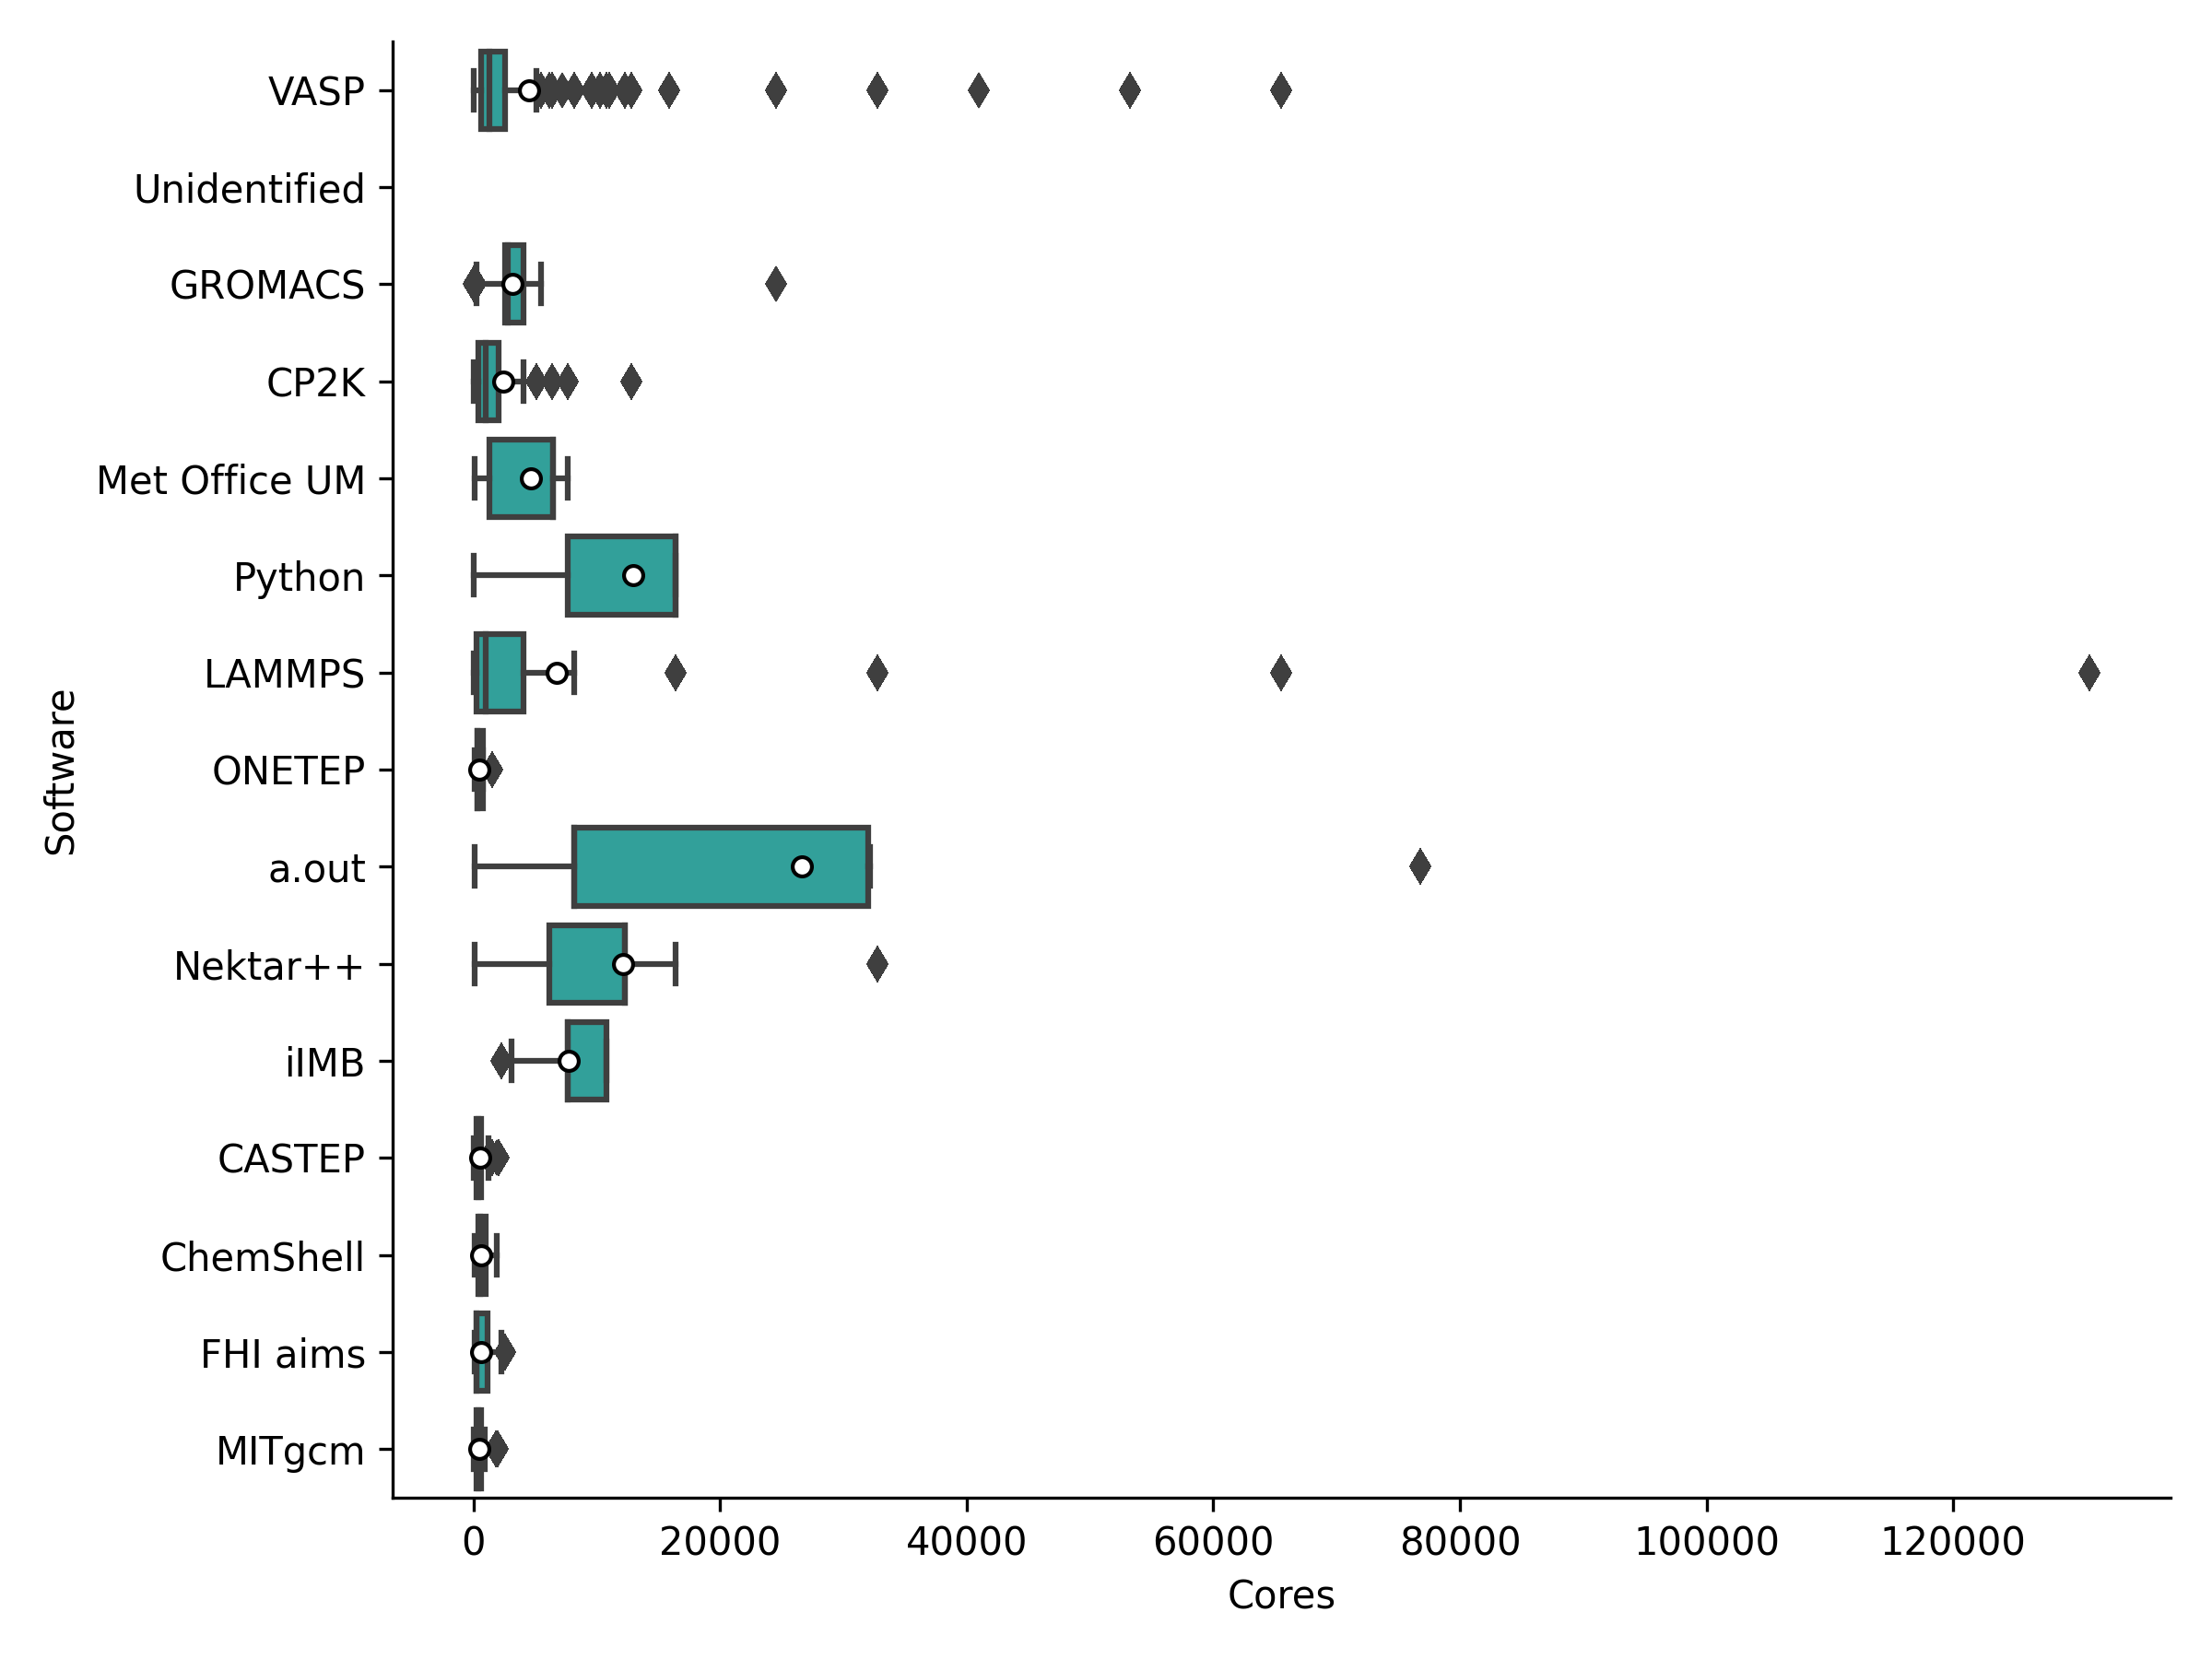 VASP
Unidentified
GROMACS
CP2K
Met Office UM
Python
LAMMPS
ONETEP
a.out
Nektar++
iIMB
CASTEP
ChemShell
FHI aims
MITgcm
Software
0 20000 40000 60000 80000 100000 120000
Cores